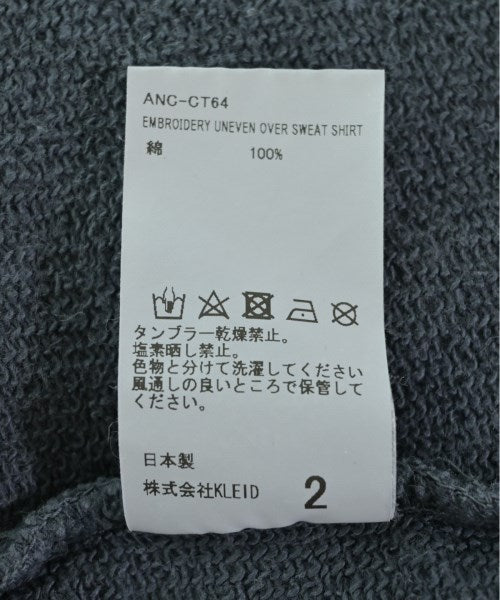 ANC-CT64
EMBROIDERY UNEVEN OVER SWEAT SHIRT
綿 100%
タンブラー乾燥禁止。
塩素晒し禁止。
色物と分けて洗濯してください
風通しの良いところで保管して
ください。
日本製
株式会社KLEID 2